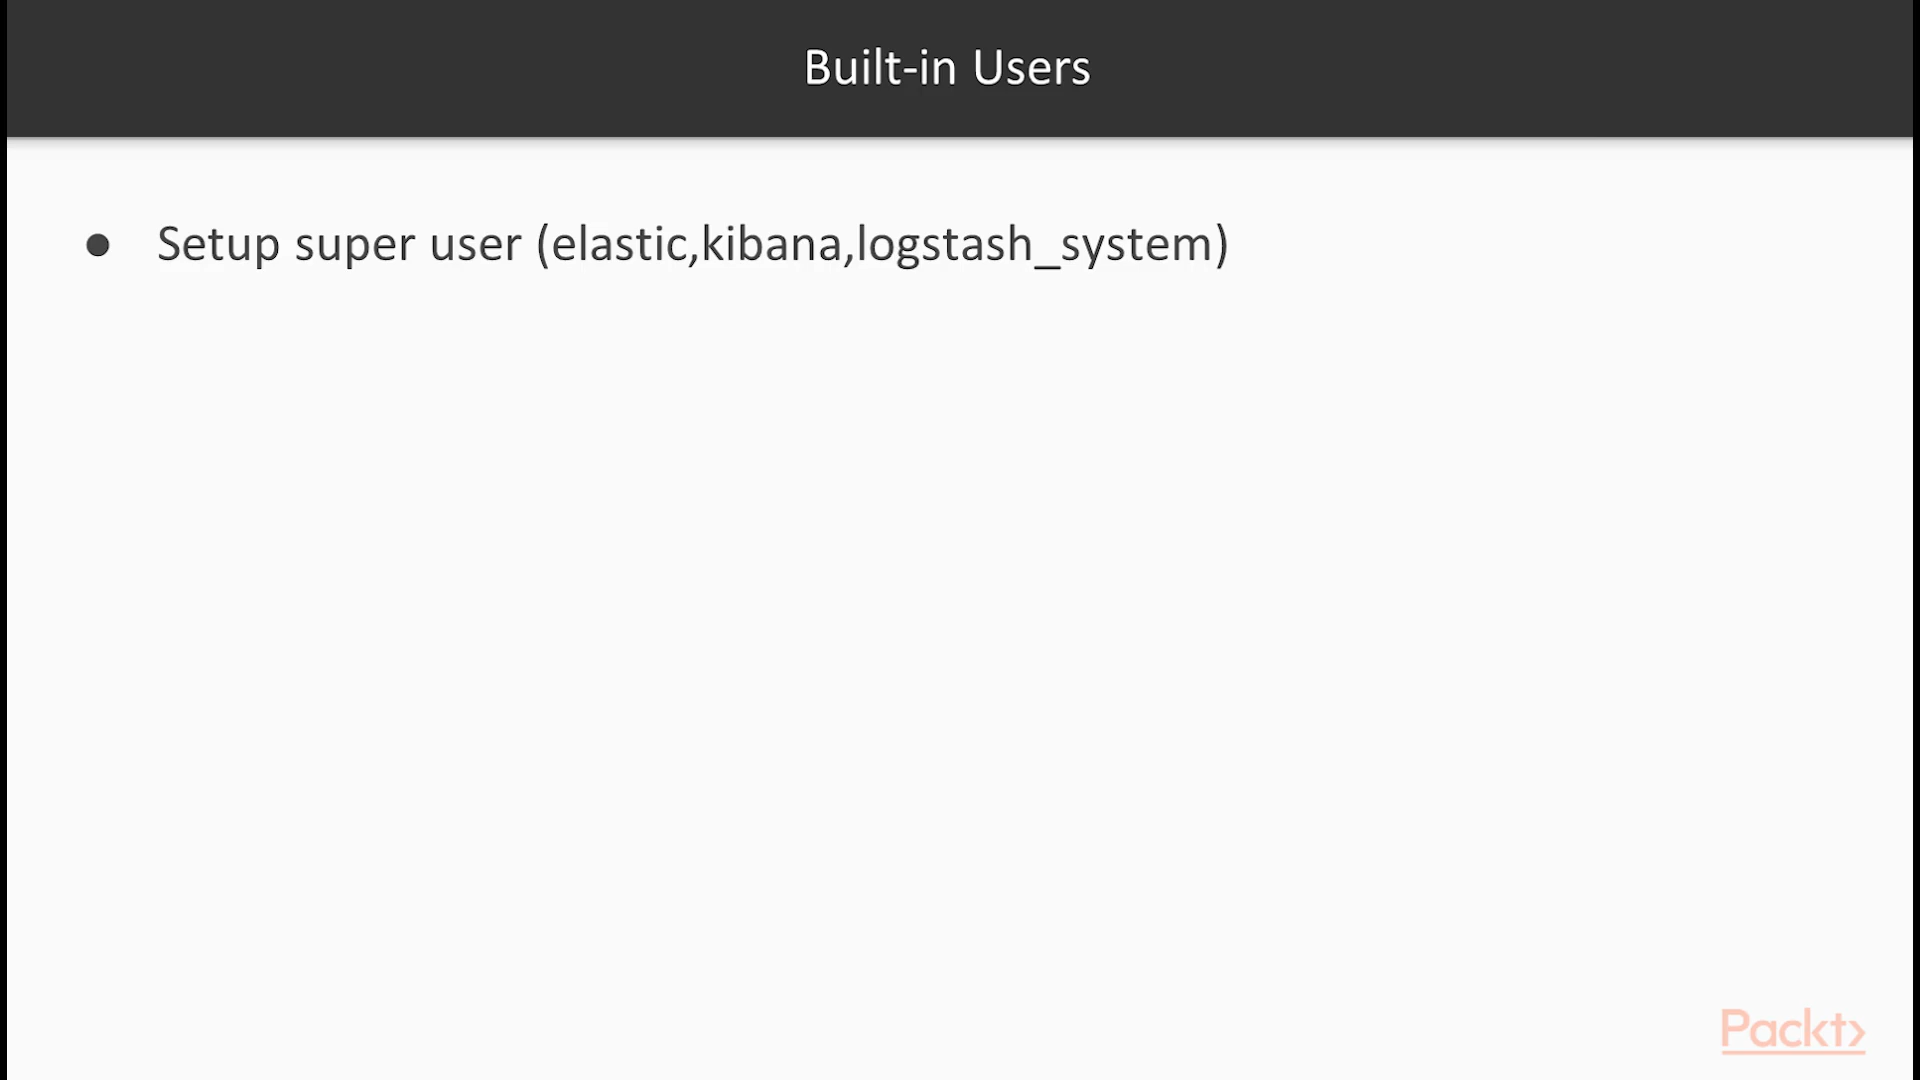 Built-in Users
● Setup super user (elastic,kibana,logstash_system)
Packt>